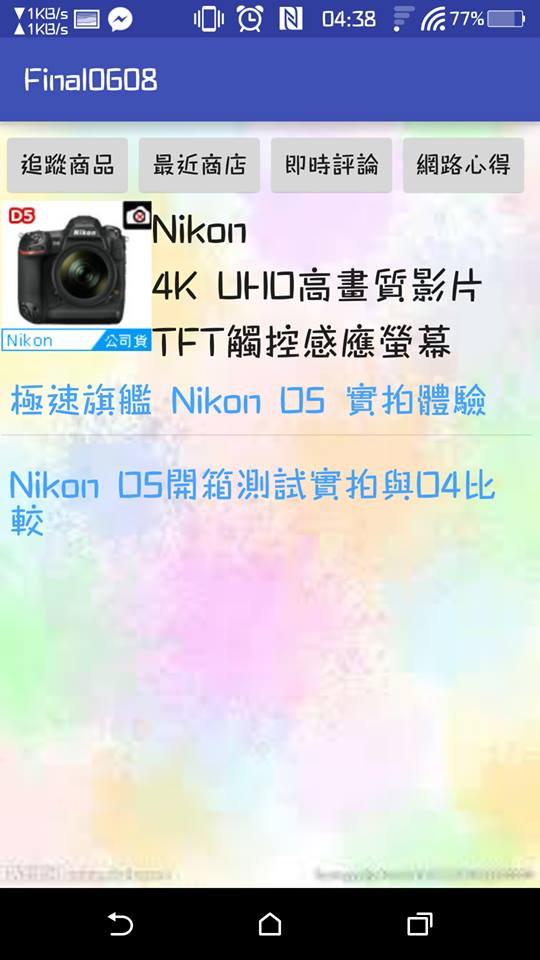 1KB/s
1KB/s
04:38
77%
Final0608
追蹤商品
最近商店
即時評論
網路心得
D5
Nikon
Nikon
公司貨
Nikon
4K UHD高畫質影片
TFT觸控感應螢幕
極速旗艦 Nikon D5 實拍體驗
Nikon D5開箱測試實拍與D4比
較